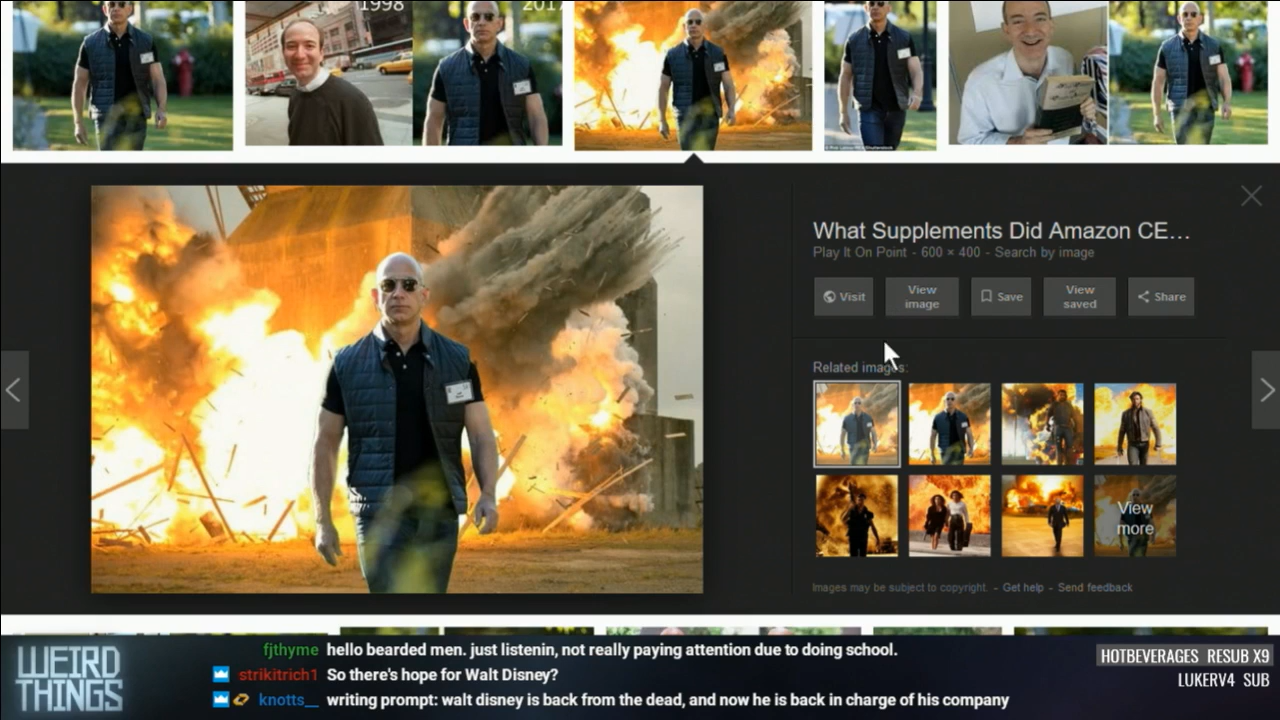 1998
2017
What Supplements Did Amazon CE...
Play It On Point - 600 × 400 - Search by image
Visit
View image
Save
View saved
Share
Related images:
View more
Images may be subject to copyright. - Get help - Send feedback
WEIRD THINGS
fjthyme hello bearded men. just listenin, not really paying attention due to doing school.
strikitrich1 So there's hope for Walt Disney?
knotts__ writing prompt: walt disney is back from the dead, and now he is back in charge of his company
HOTBEVERAGES RESUB X9
LUKERV4 SUB